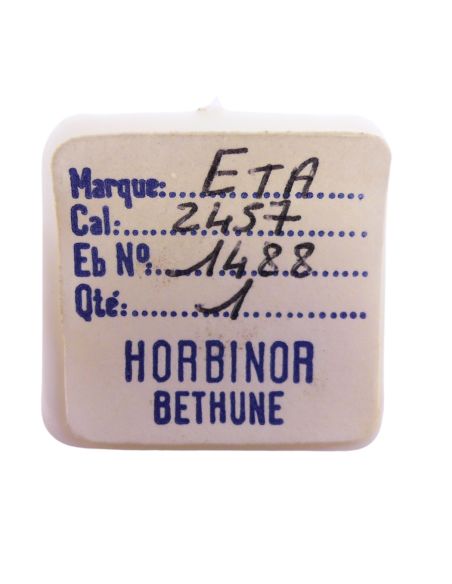 Marque: ETA
Cal: 2457
Eb Nº: 1488
Qté: 1
HORBINOR
BETHUNE